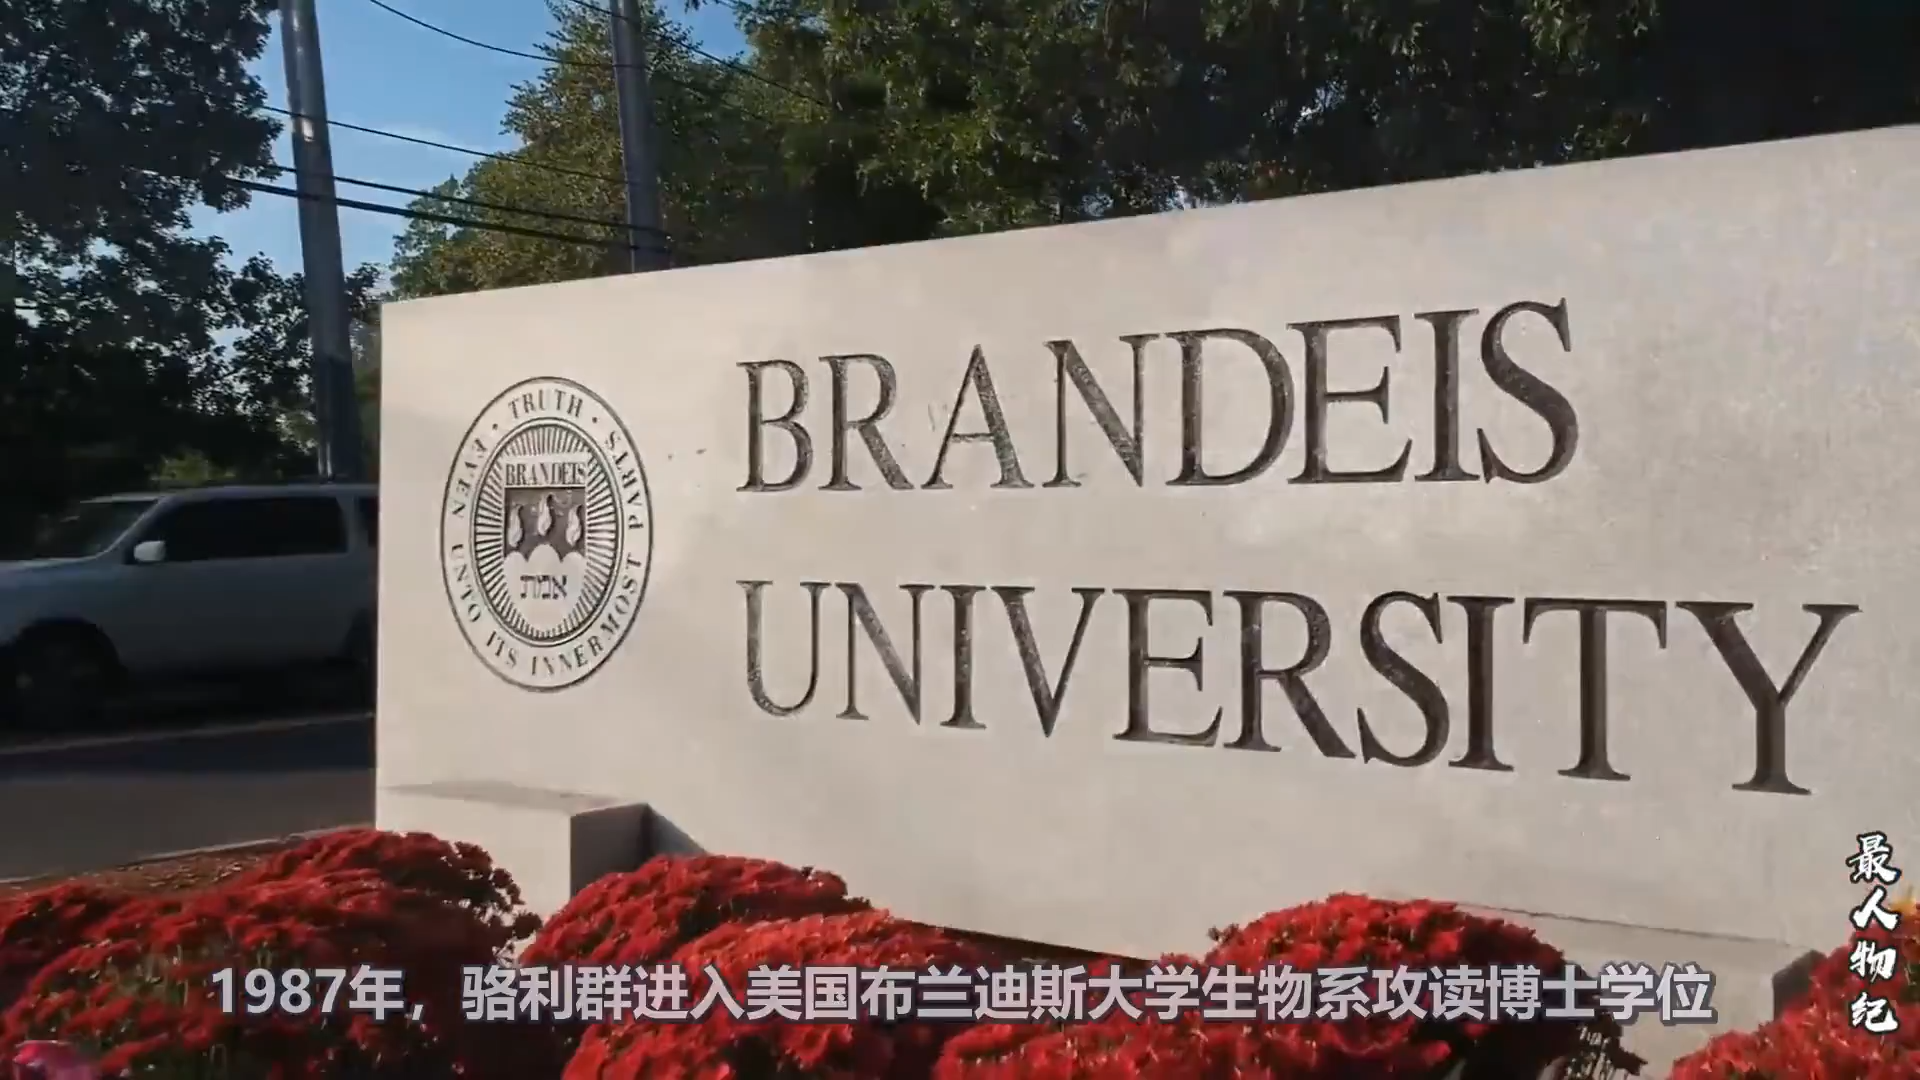 BRANDEIS
UNIVERSITY
TRUTH · EVEN UNTO ITS INNERMOST PARTS ·
BRANDEIS
אמת
1987年，骆利群进入美国布兰迪斯大学生物系攻读博士学位
最人物纪